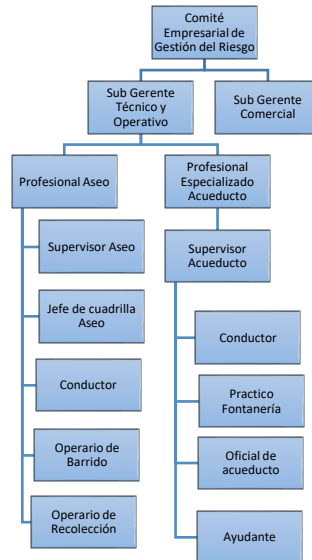 Comité
Empresarial de
Gestión del Riesgo
Sub Gerente
Técnico y
Operativo
Sub Gerente
Comercial
Profesional Aseo
Profesional
Especializado
Acueducto
Supervisor Aseo
Supervisor
Acueducto
Jefe de cuadrilla
Aseo
Conductor
Conductor
Practico
Fontanería
Operario de
Barrido
Oficial de
acueducto
Operario de
Recolección
Ayudante